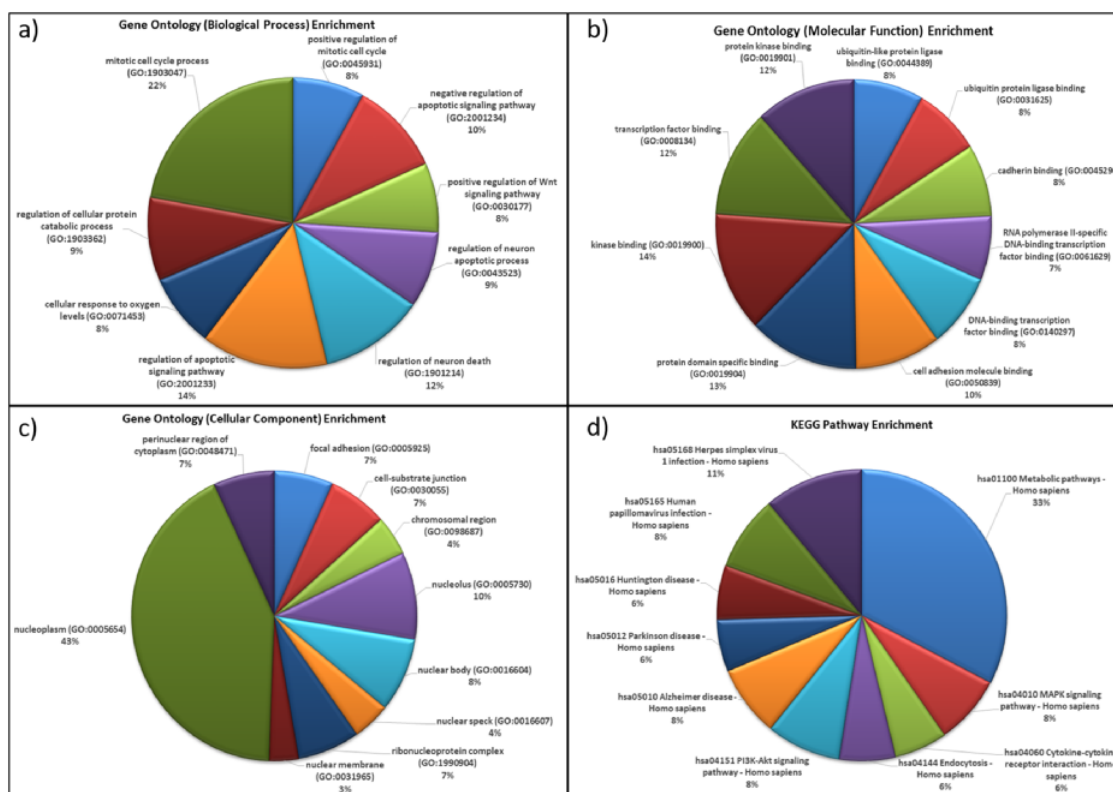 a)
Gene Ontology (Biological Process) Enrichment
positive regulation of
mitotic cell cycle
(GO:0045931)
8%
negative regulation of
apoptotic signaling pathway
(GO:2001234)
10%
positive regulation of Wnt
signaling pathway
(GO:0030177)
8%
regulation of neuron
apoptotic process
(GO:0043523)
9%
regulation of neuron death
(GO:1901214)
12%
regulation of apoptotic
signaling pathway
(GO:2001233)
14%
cellular response to oxygen
levels (GO:0071453)
8%
regulation of cellular protein
catabolic process
(GO:1903362)
9%
mitotic cell cycle process
(GO:1903047)
22%
b)
Gene Ontology (Molecular Function) Enrichment
ubiquitin-like protein ligase
binding (GO:0044389)
8%
ubiquitin protein ligase binding
(GO:0031625)
8%
cadherin binding (GO:004529
8%
RNA polymerase II-specific
DNA-binding transcription
factor binding (GO:0061629)
7%
DNA-binding transcription
factor binding (GO:0140297)
8%
cell adhesion molecule binding
(GO:0050839)
10%
protein domain specific binding
(GO:0019904)
13%
kinase binding (GO:0019900)
14%
transcription factor binding
(GO:0008134)
12%
protein kinase binding
(GO:0019901)
12%
c)
Gene Ontology (Cellular Component) Enrichment
focal adhesion (GO:0005925)
7%
cell-substrate junction
(GO:0030055)
7%
chromosomal region
(GO:0098687)
4%
nucleolus (GO:0005730)
10%
nuclear body (GO:0016604)
8%
nuclear speck (GO:0016607)
4%
ribonucleoprotein complex
(GO:1990904)
7%
nuclear membrane
(GO:0031965)
3%
nucleoplasm (GO:0005654)
43%
perinuclear region of
cytoplasm (GO:0048471)
7%
d)
KEGG Pathway Enrichment
hsa01100 Metabolic pathways -
Homo sapiens
33%
hsa04010 MAPK signaling
pathway - Homo sapiens
8%
hsa04060 Cytokine-cytokin
receptor interaction - Hom
sapiens
6%
hsa04144 Endocytosis -
Homo sapiens
6%
hsa04151 PI3K-Akt signaling
pathway - Homo sapiens
8%
hsa05010 Alzheimer disease -
Homo sapiens
8%
hsa05012 Parkinson disease -
Homo sapiens
6%
hsa05016 Huntington disease -
Homo sapiens
6%
hsa05165 Human
papillomavirus infection -
Homo sapiens
8%
hsa05168 Herpes simplex virus
1 infection - Homo sapiens
11%